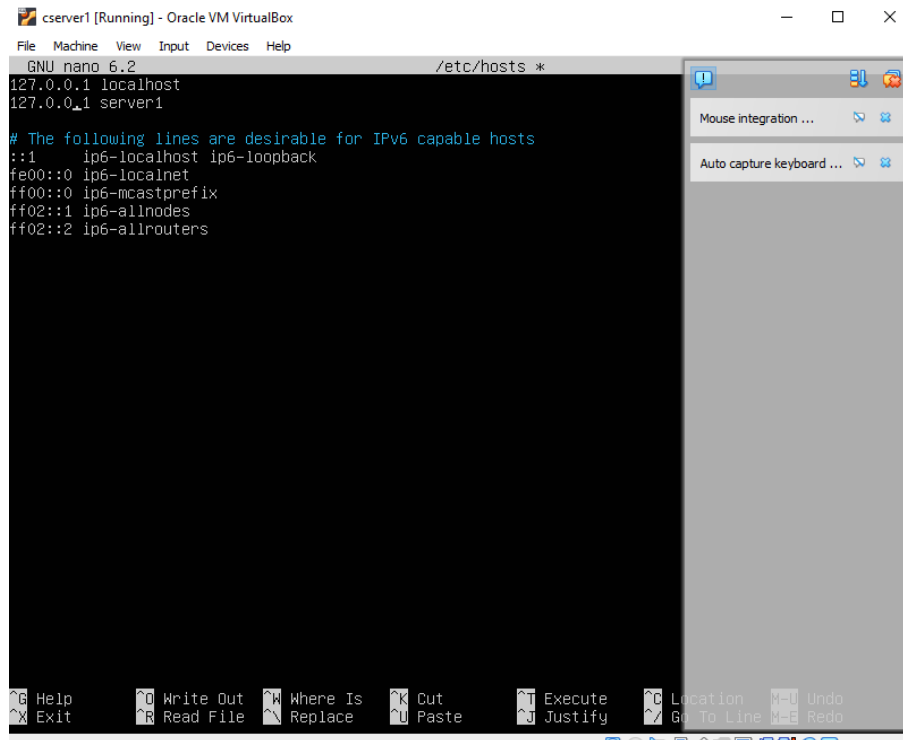 cserver1 [Running] - Oracle VM VirtualBox
File Machine View Input Devices Help
GNU nano 6.2 /etc/hosts *
127.0.0.1 localhost
127.0.0.1 server1
# The following lines are desirable for IPv6 capable hosts
::1 ip6-localhost ip6-loopback
fe00::0 ip6-localnet
ff00::0 ip6-mcastprefix
ff02::1 ip6-allnodes
ff02::2 ip6-allrouters
Mouse integration ...
Auto capture keyboard ...
^G Help ^O Write Out ^W Where Is ^K Cut ^T Execute ^C Location M-U Undo
^X Exit ^R Read File ^\ Replace ^U Paste ^J Justify ^/ Go To Line M-E Redo